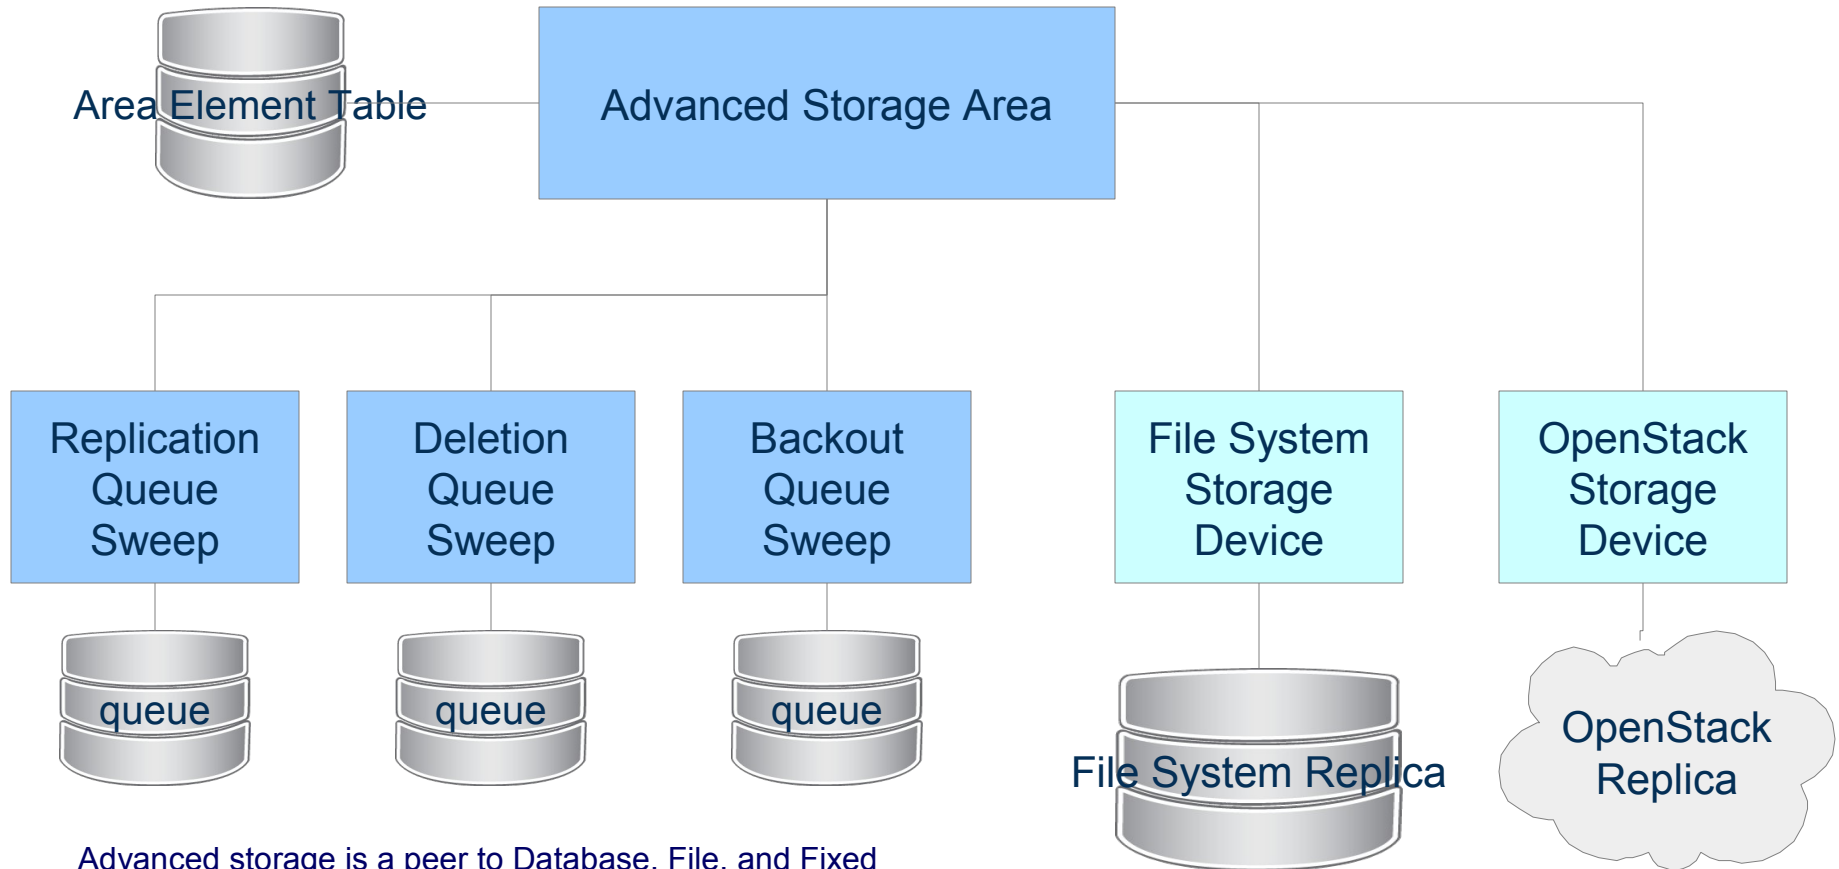 Area Element Table
Advanced Storage Area
Replication
Queue
Sweep
Deletion
Queue
Sweep
Backout
Queue
Sweep
File System
Storage
Device
OpenStack
Storage
Device
queue
queue
queue
File System Replica
OpenStack
Replica
Advanced storage is a peer to Database, File, and Fixed